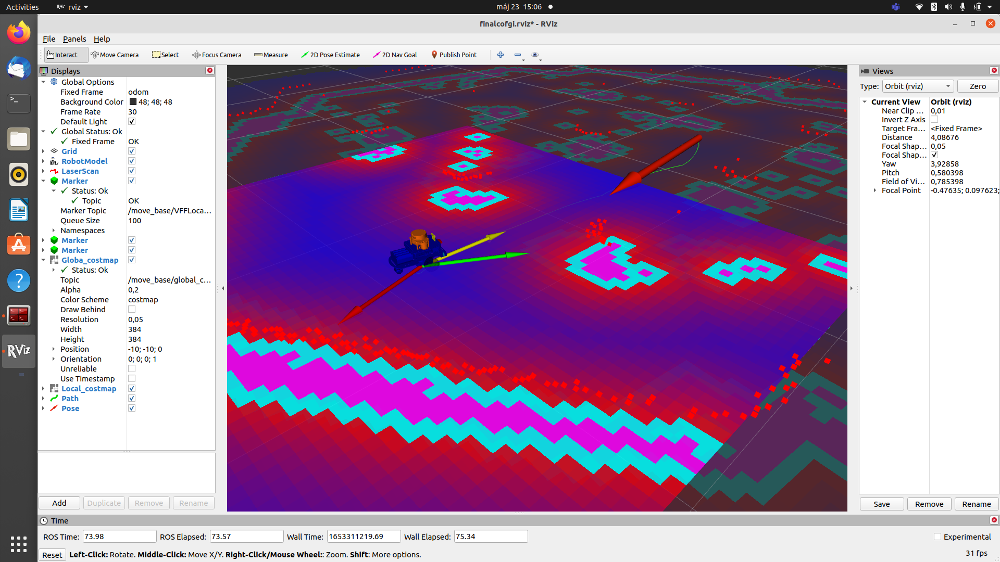 Activities
rviz
máj 23 15:06
finalcofgi.rviz* - RViz
File Panels Help
Interact Move Camera Select Focus Camera Measure 2D Pose Estimate 2D Nav Goal Publish Point
Displays
Global Options
Fixed Frame odom
Background Color 48; 48; 48
Frame Rate 30
Default Light
Global Status: Ok
Fixed Frame OK
Grid
RobotModel
LaserScan
Marker
Status: Ok
Topic OK
Marker Topic /move_base/VFFLoca...
Queue Size 100
Namespaces
Marker
Marker
Globa_costmap
Status: Ok
Topic /move_base/global_c...
Alpha 0,2
Color Scheme costmap
Draw Behind
Resolution 0,05
Width 384
Height 384
Position -10; -10; 0
Orientation 0; 0; 0; 1
Unreliable
Use Timestamp
Local_costmap
Path
Pose
Add Duplicate Remove Rename
Views
Type: Orbit (rviz) Zero
Current View Orbit (rviz)
Near Clip ... 0,01
Invert Z Axis
Target Fra... <Fixed Frame>
Distance 4,08676
Focal Shap... 0,05
Focal Shap...
Yaw 3,92858
Pitch 0,580398
Field of Vi... 0,785398
Focal Point -0.47635; 0.097623;
Save Remove Rename
RViz
Time
ROS Time: 73.98 ROS Elapsed: 73.57 Wall Time: 1653311219.69 Wall Elapsed: 75.34 Experimental
Reset Left-Click: Rotate. Middle-Click: Move X/Y. Right-Click/Mouse Wheel:: Zoom. Shift: More options. 31 fps